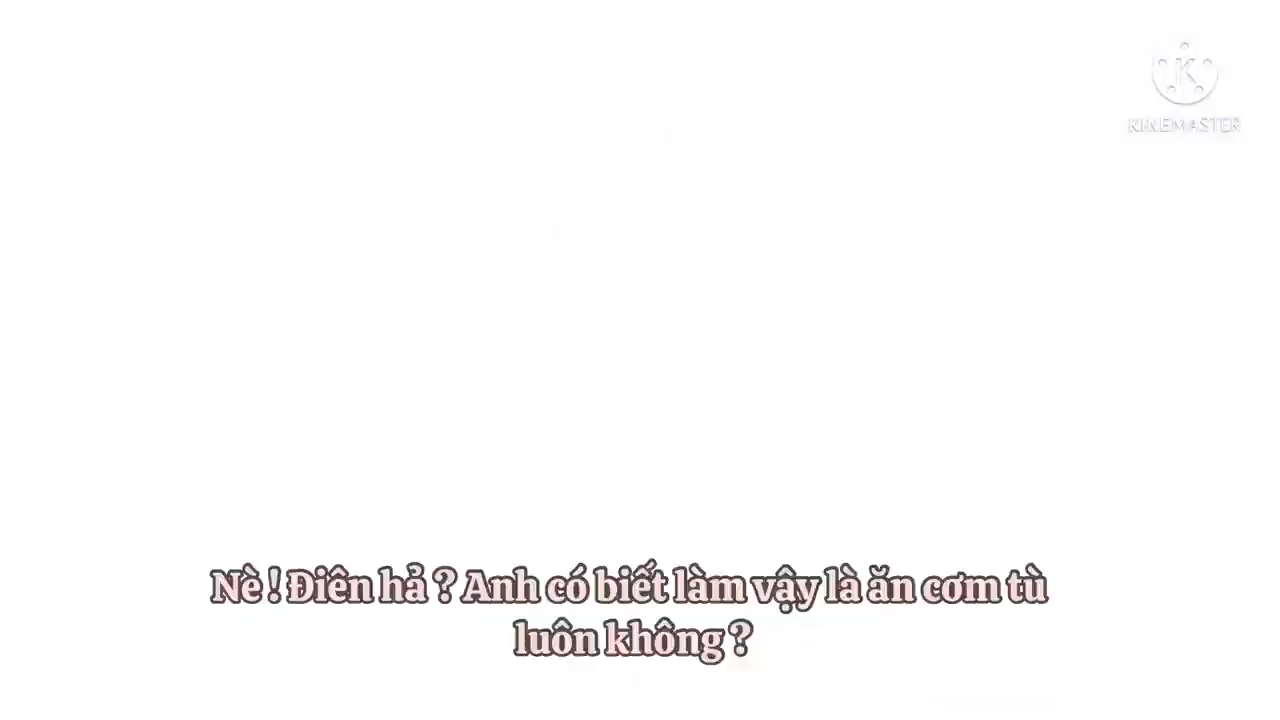 KINEMASTER
Nè ! Điên hả ? Anh có biết làm vậy là ăn cơm tù
luôn không ?